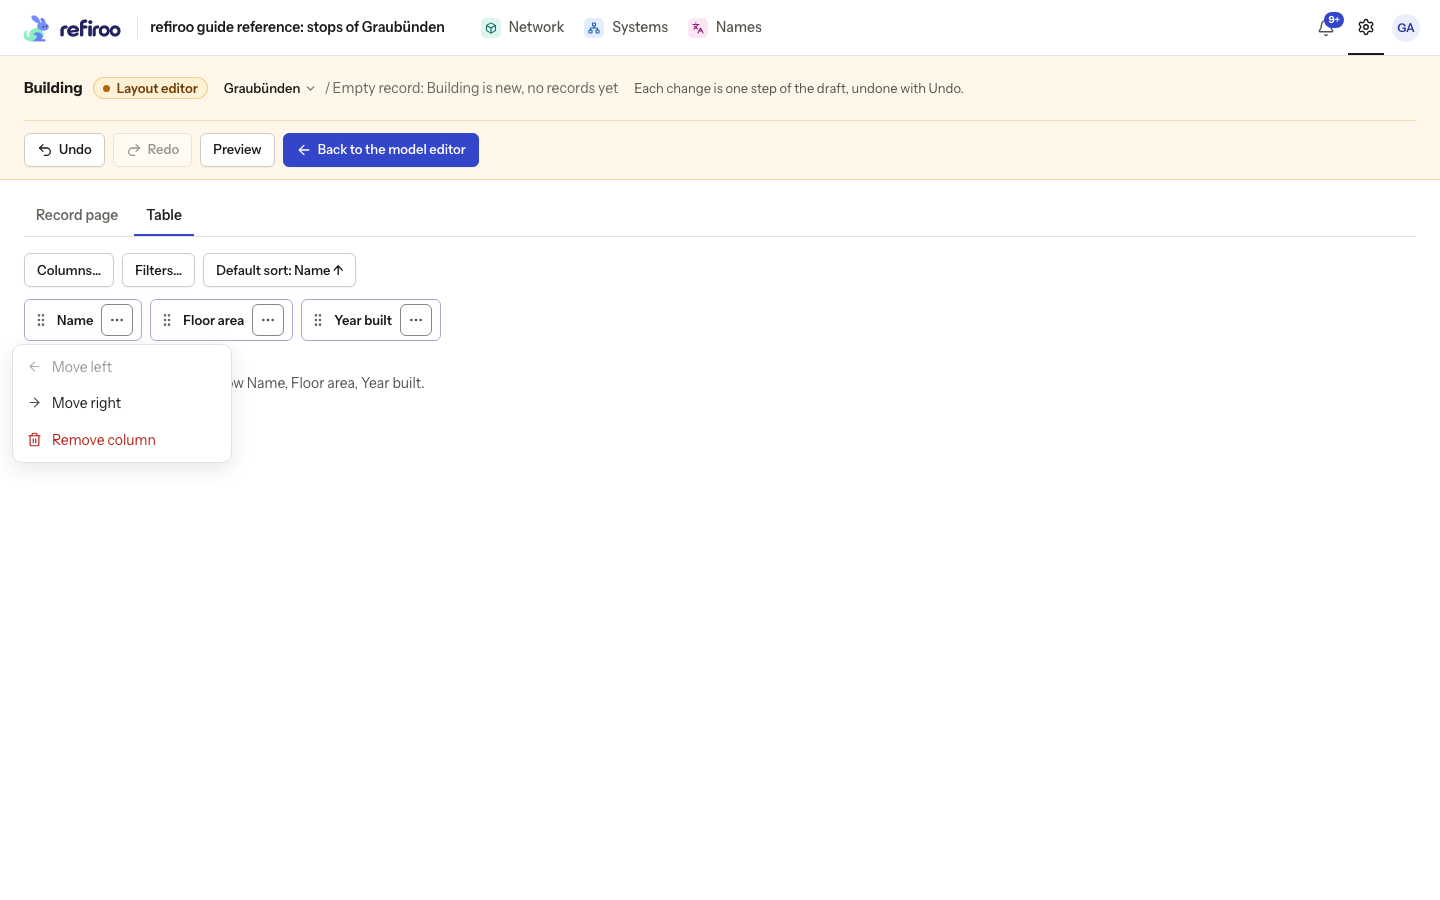 refiroo
refiroo guide reference: stops of Graubünden
Network
Systems
Names
9+
GA
Building
Layout editor
Graubünden
/ Empty record: Building is new, no records yet
Each change is one step of the draft, undone with Undo.
Undo
Redo
Preview
Back to the model editor
Record page
Table
Columns...
Filters...
Default sort: Name ↑
Name
Floor area
Year built
Move left
Move right
Remove column
Name, Floor area, Year built.